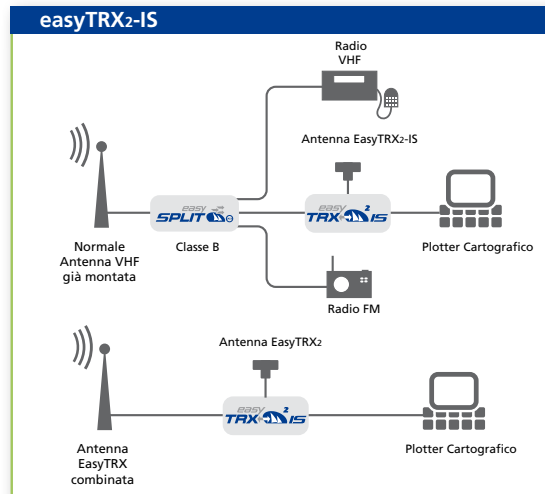 easyTRX2-IS
Radio
VHF
Antenna EasyTRX2-IS
easy
SPLIT
easy
TRX 2 IS
Normale
Antenna VHF
già montata
Classe B
Plotter Cartografico
Radio FM
Antenna EasyTRX2
easy
TRX 2 IS
Antenna
EasyTRX
combinata
Plotter Cartografico